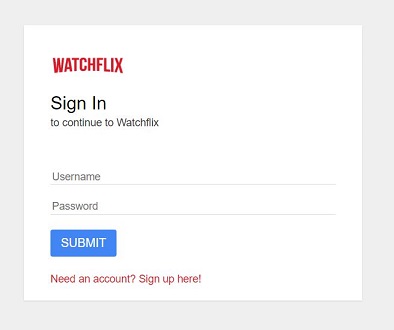 WATCHFLIX
Sign In
to continue to Watchflix
Username
Password
SUBMIT
Need an account? Sign up here!